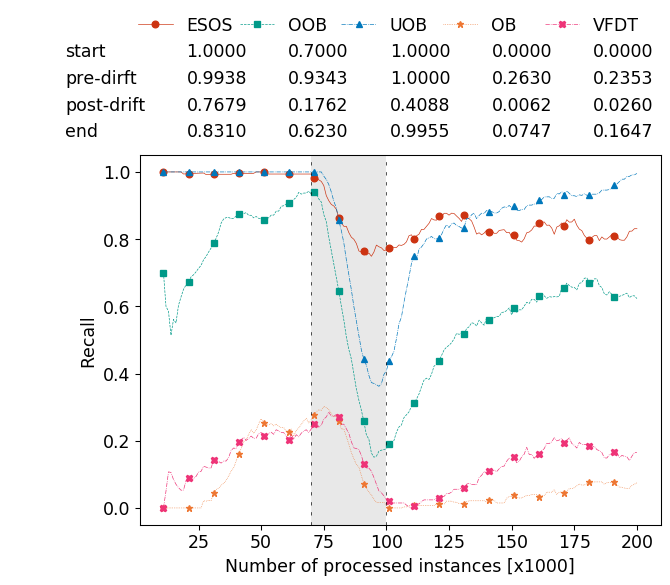 ESOS OOB UOB OB VFDT
start 1.0000 0.7000 1.0000 0.0000 0.0000
pre-dirft 0.9938 0.9343 1.0000 0.2630 0.2353
post-drift 0.7679 0.1762 0.4088 0.0062 0.0260
end 0.8310 0.6230 0.9955 0.0747 0.1647
1.0
0.8
0.6
0.4
0.2
0.0
Recall
25 50 75 100 125 150 175 200
Number of processed instances [x1000]